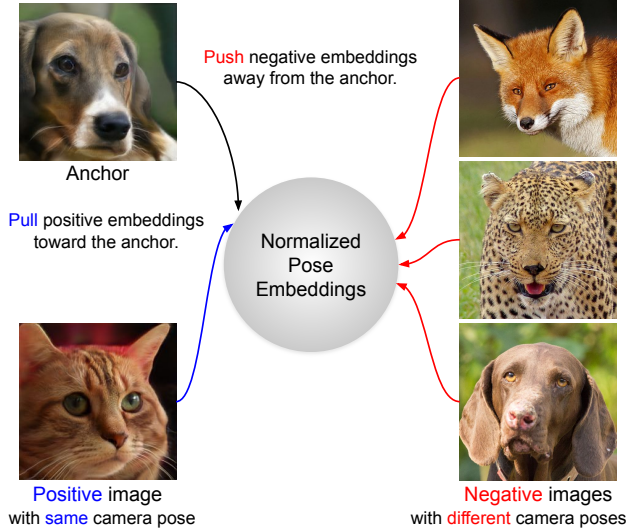 Push negative embeddings
away from the anchor.
Anchor
Pull positive embeddings
toward the anchor.
Normalized
Pose
Embeddings
Positive image
with same camera pose
Negative images
with different camera poses